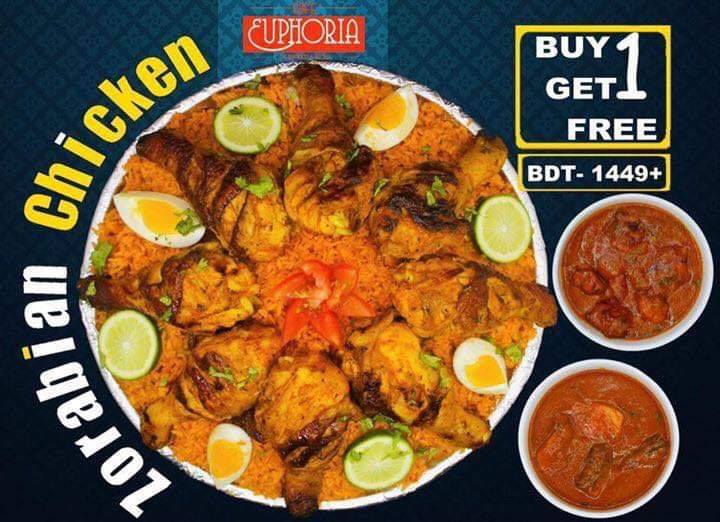 EUPHORIA
BUY 1
GET
FREE
BDT- 1449+
Zorabian Chicken